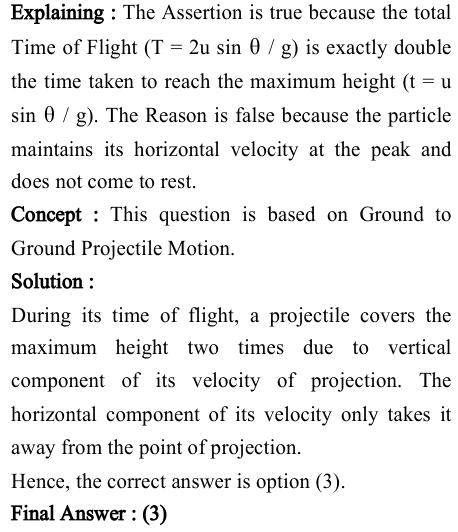 Explaining : The Assertion is true because the total
Time of Flight (T = 2u sin θ / g) is exactly double
the time taken to reach the maximum height (t = u
sin θ / g). The Reason is false because the particle
maintains its horizontal velocity at the peak and
does not come to rest.
Concept : This question is based on Ground to
Ground Projectile Motion.
Solution :
During its time of flight, a projectile covers the
maximum height two times due to vertical
component of its velocity of projection. The
horizontal component of its velocity only takes it
away from the point of projection.
Hence, the correct answer is option (3).
Final Answer : (3)